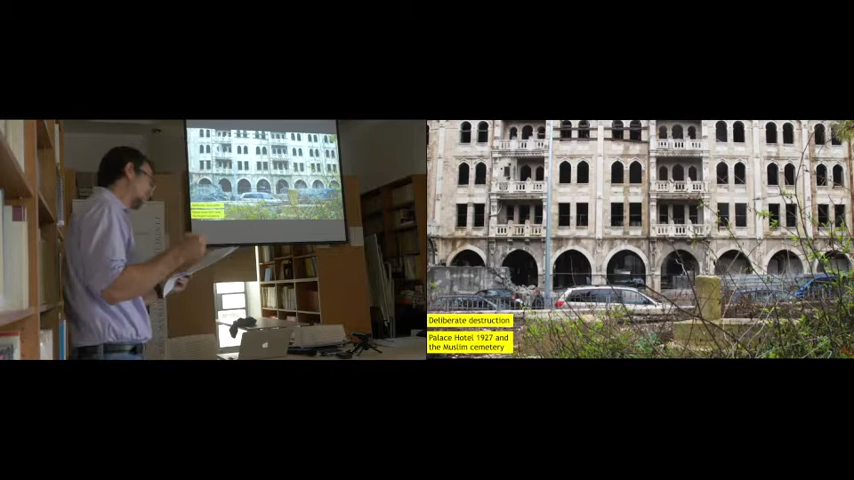 Deliberate destruction
Palace Hotel 1927 and
the Muslim cemetery